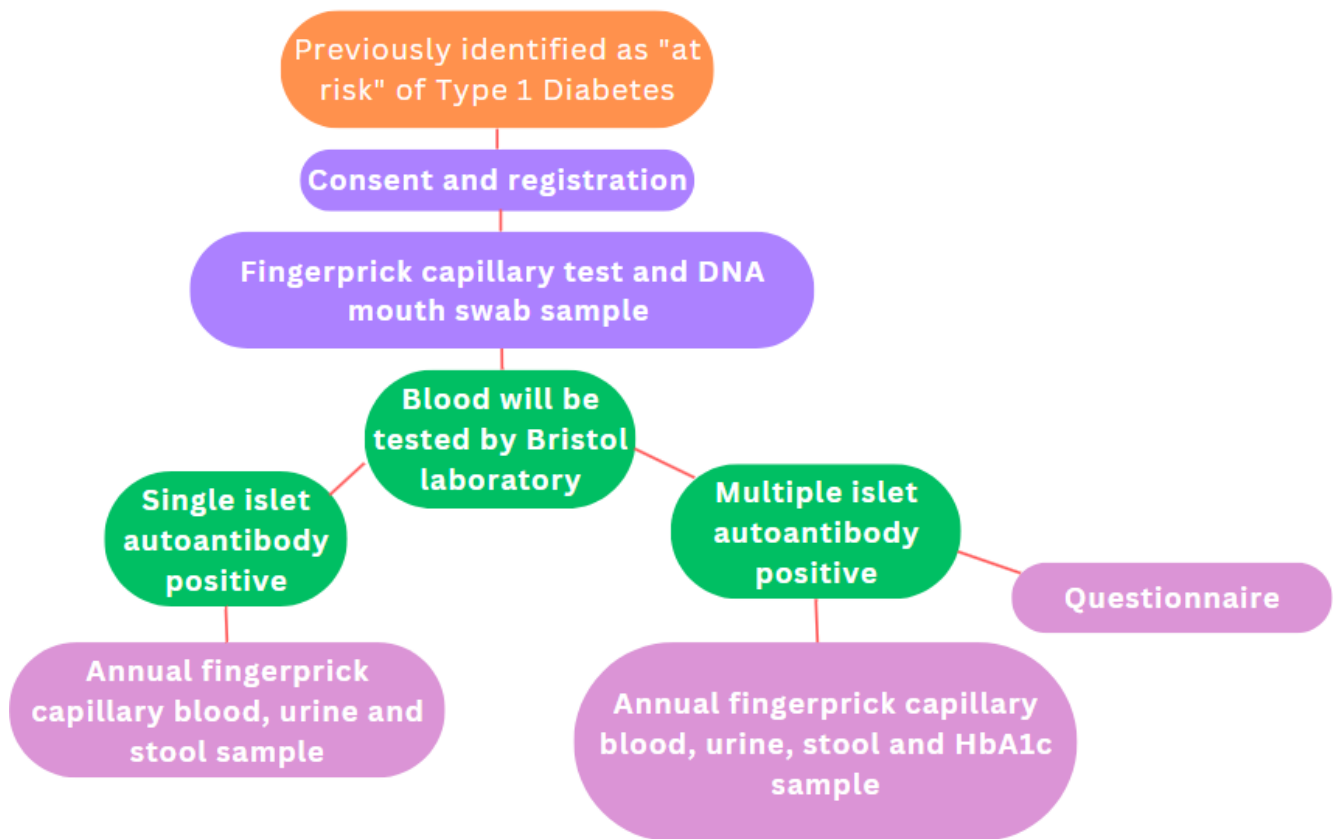 Previously identified as "at
risk" of Type 1 Diabetes
Consent and registration
Fingerprick capillary test and DNA
mouth swab sample
Blood will be
tested by Bristol
laboratory
Single islet
autoantibody
positive
Multiple islet
autoantibody
positive
Questionnaire
Annual fingerprick
capillary blood, urine and
stool sample
Annual fingerprick capillary
blood, urine, stool and HbA1c
sample